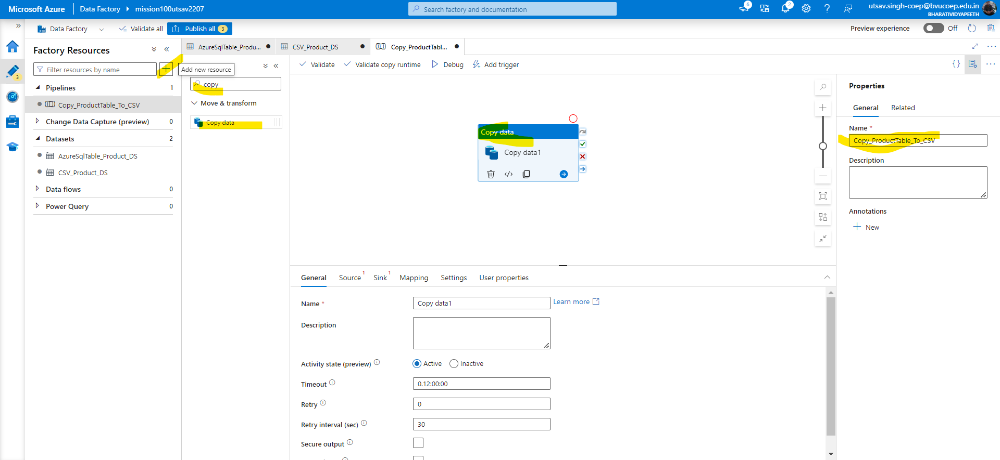 Microsoft Azure
Data Factory
mission100utsav2207
Search factory and documentation
6
2
utsav.singh-coep@bvucoep.edu.in
BHARATIVIDYAPEETH
Data Factory
Validate all
Publish all
3
Preview experience
Off
3
Factory Resources
Filter resources by name
Add new resource
Pipelines
1
Copy_ProductTable_To_CSV
Change Data Capture (preview)
0
Datasets
2
AzureSqlTable_Product_DS
CSV_Product_DS
Data flows
0
Power Query
0
AzureSqlTable_Produ...
CSV_Product_DS
Copy_ProductTabl...
copy
Move & transform
Copy data
Validate
Validate copy runtime
Debug
Add trigger
Copy data
Copy data1
Properties
General
Related
Name *
Copy_ProductTable_To_CSV
Description
Annotations
New
General
Source
1
Sink
1
Mapping
Settings
User properties
Name *
Copy data1
Learn more
Description
Activity state (preview)
Active
Inactive
Timeout
0.12:00:00
Retry
0
Retry interval (sec)
30
Secure output